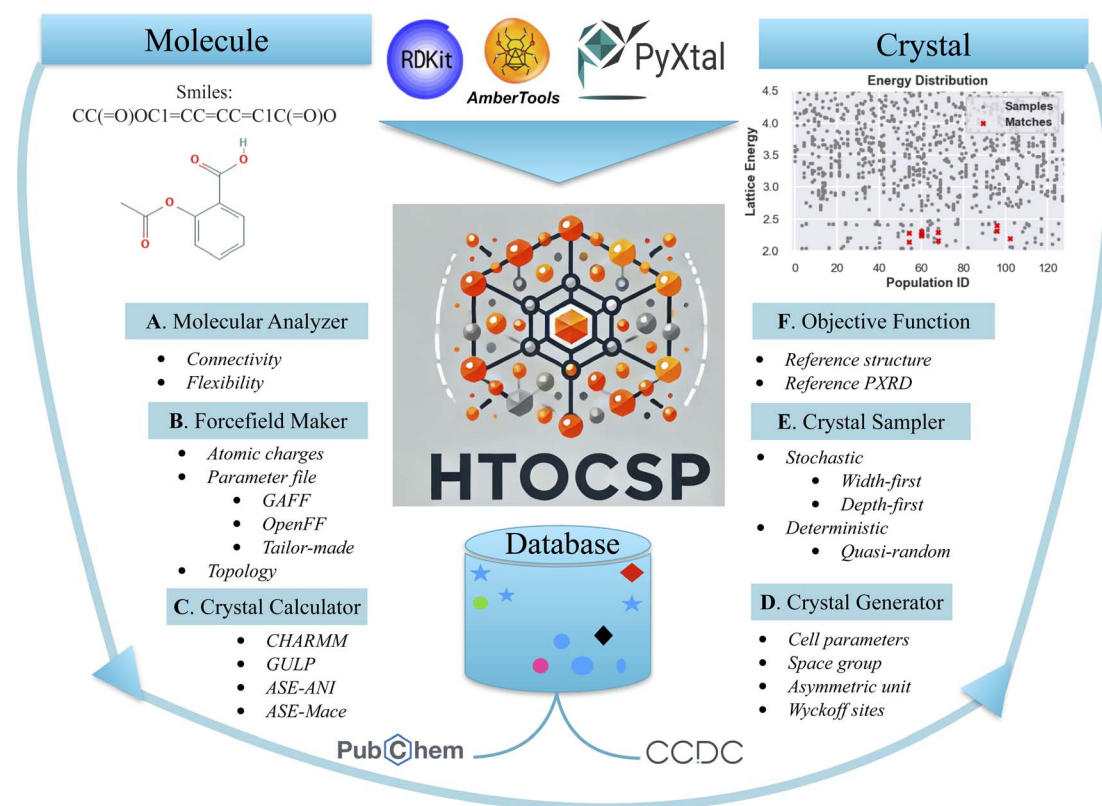 Molecule
Smiles:
CC(=O)OC1=CC=CC=C1C(=O)O
H
O
O
O
O
A. Molecular Analyzer
Connectivity
Flexibility
B. Forcefield Maker
Atomic charges
Parameter file
GAFF
OpenFF
Tailor-made
Topology
C. Crystal Calculator
CHARMM
GULP
ASE-ANI
ASE-Mace
RDKit
AmberTools
PyXtal
HTOCSP
Database
PubChem
CCDC
Crystal
Energy Distribution
Samples
Matches
Lattice Energy
4.5
4.0
3.5
3.0
2.5
2.0
0 20 40 60 80 100 120
Population ID
F. Objective Function
Reference structure
Reference PXRD
E. Crystal Sampler
Stochastic
Width-first
Depth-first
Deterministic
Quasi-random
D. Crystal Generator
Cell parameters
Space group
Asymmetric unit
Wyckoff sites